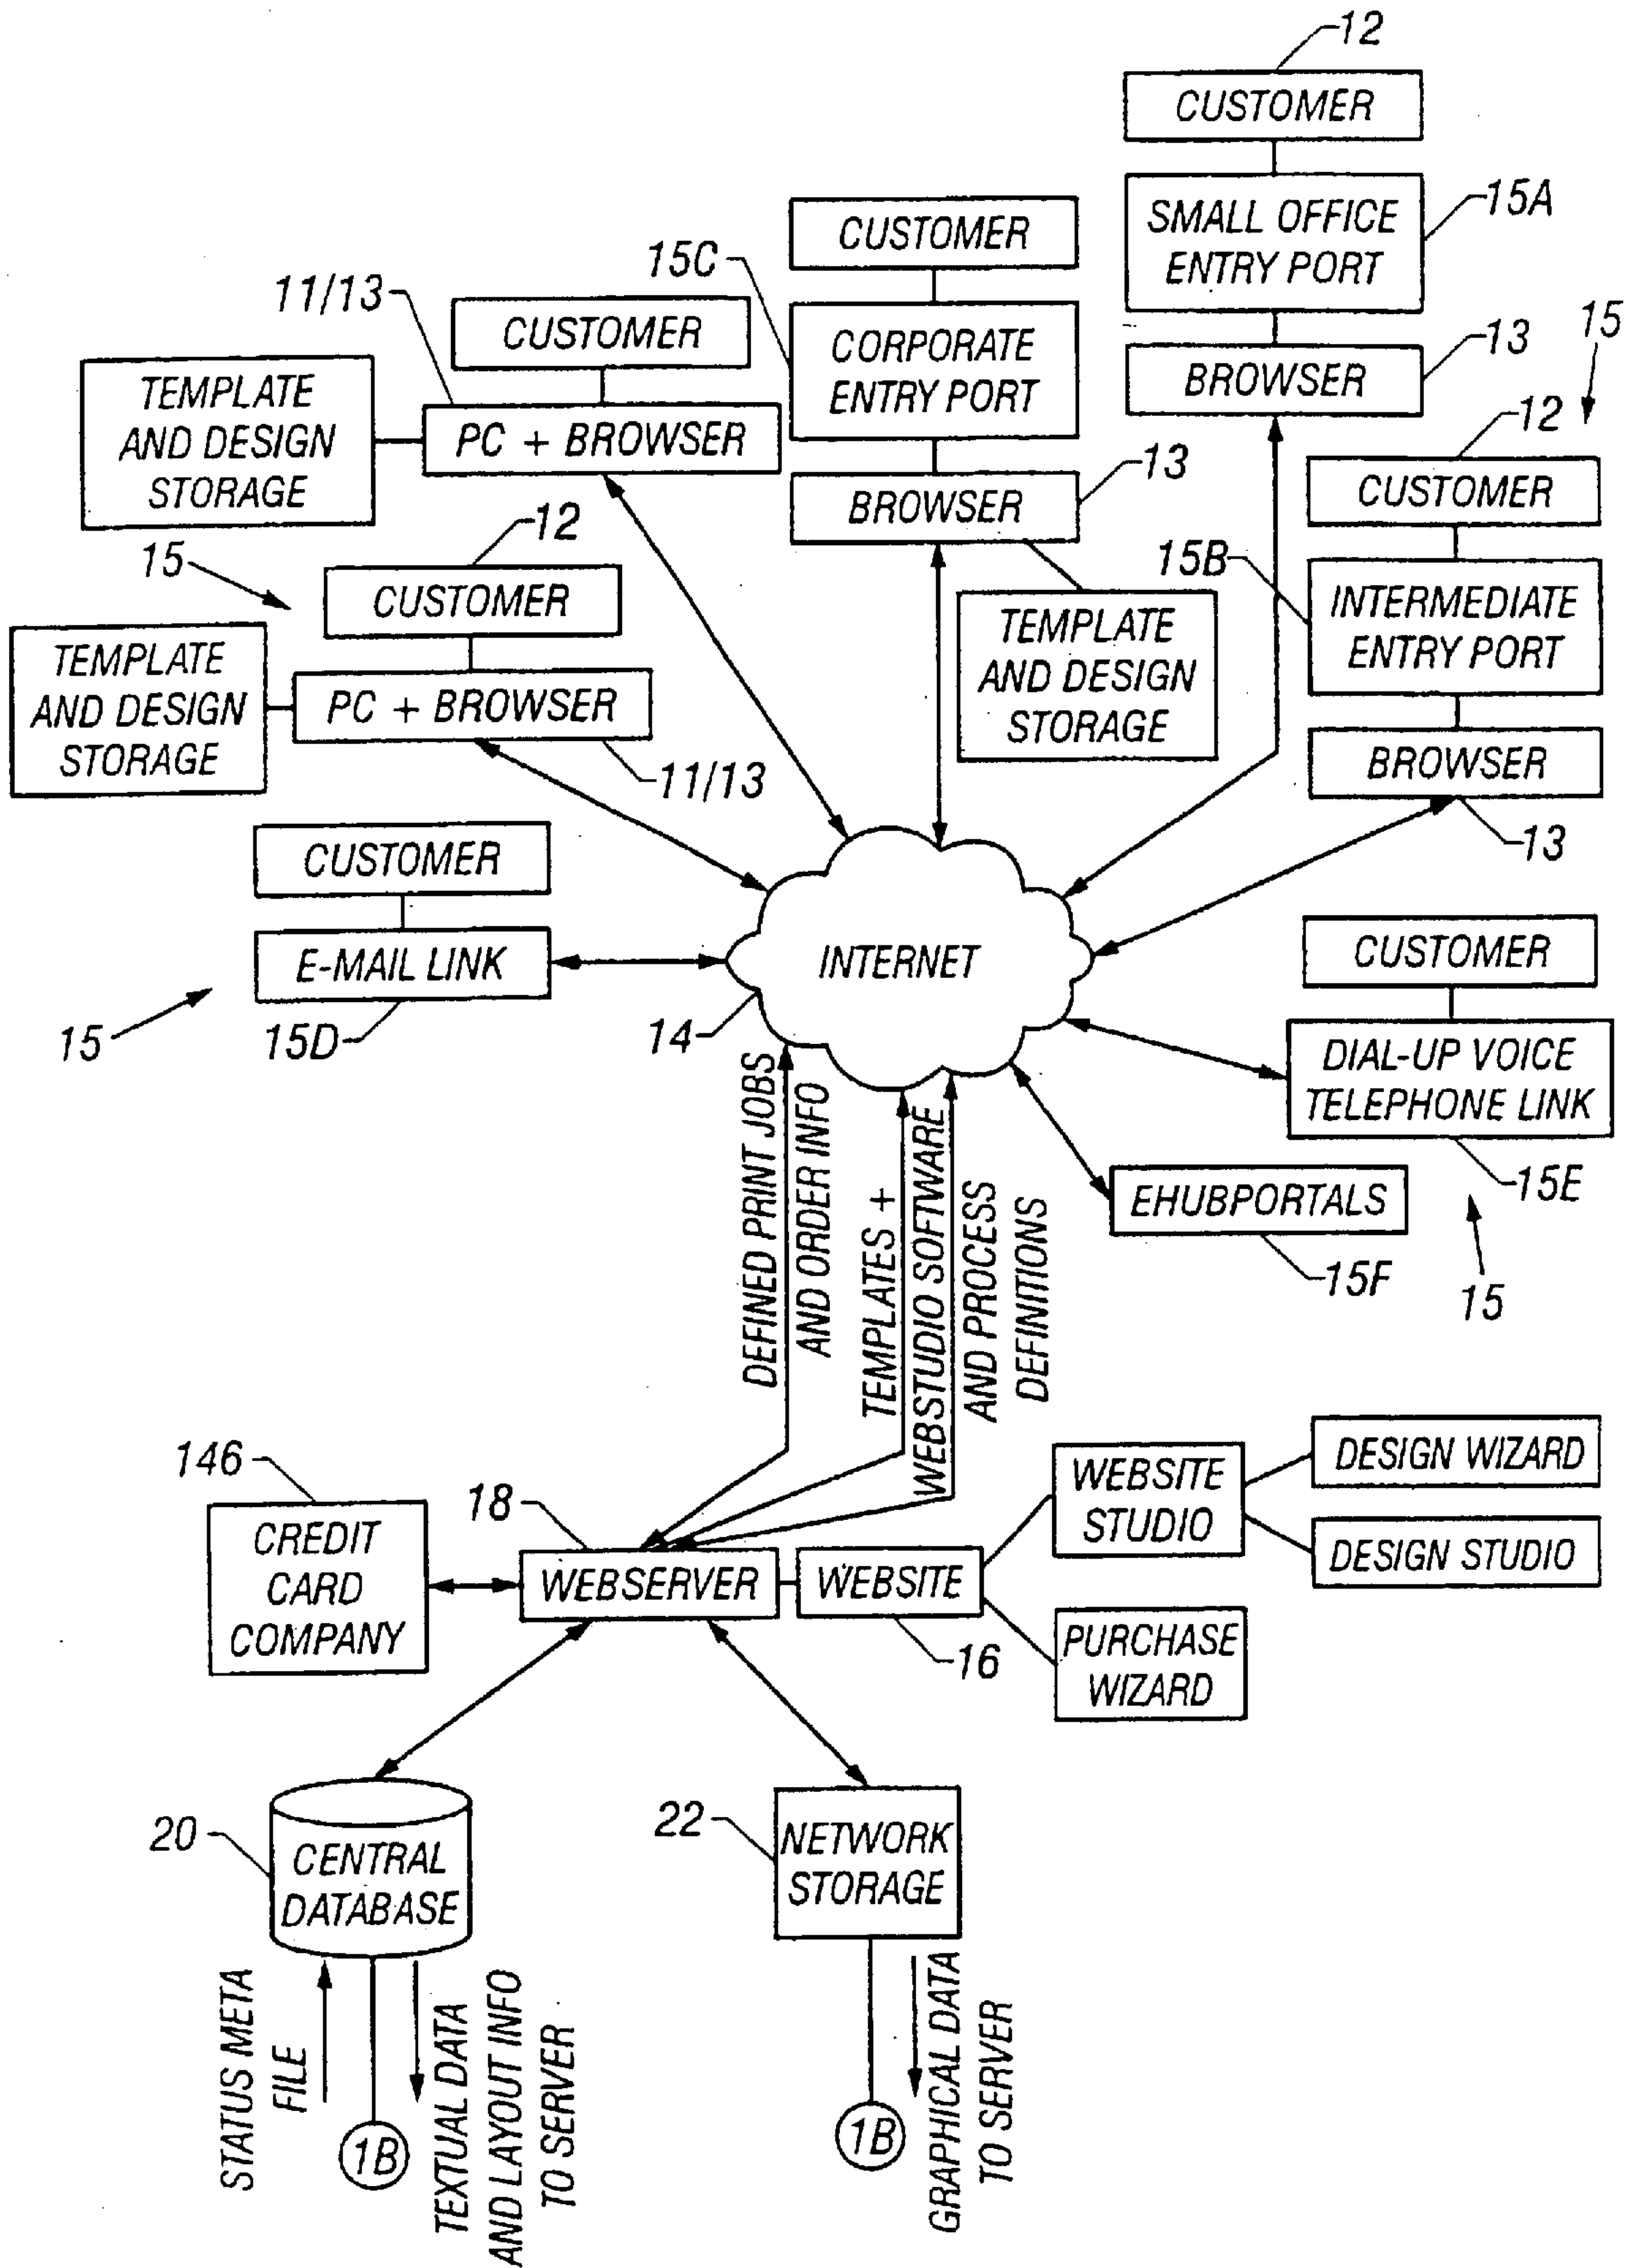 12
CUSTOMER
SMALL OFFICE
ENTRY PORT
15A
BROWSER
13
15
12
CUSTOMER
15B
INTERMEDIATE
ENTRY PORT
BROWSER
13
CUSTOMER
15C
CORPORATE
ENTRY PORT
BROWSER
13
TEMPLATE
AND DESIGN
STORAGE
11/13
CUSTOMER
PC + BROWSER
TEMPLATE
AND DESIGN
STORAGE
15
12
CUSTOMER
PC + BROWSER
11/13
TEMPLATE
AND DESIGN
STORAGE
CUSTOMER
E-MAIL LINK
15D
15
INTERNET
14
CUSTOMER
DIAL-UP VOICE
TELEPHONE LINK
15E
15
EHUBPORTALS
15F
DEFINED PRINT JOBS
AND ORDER INFO
TEMPLATES +
WEBSTUDIO SOFTWARE
AND PROCESS
DEFINITIONS
146
CREDIT
CARD
COMPANY
18
WEBSERVER
WEBSITE
16
WEBSITE
STUDIO
DESIGN WIZARD
DESIGN STUDIO
PURCHASE
WIZARD
20
CENTRAL
DATABASE
22
NETWORK
STORAGE
STATUS META
FILE
1B
TEXTUAL DATA
AND LAYOUT INFO
TO SERVER
1B
GRAPHICAL DATA
TO SERVER